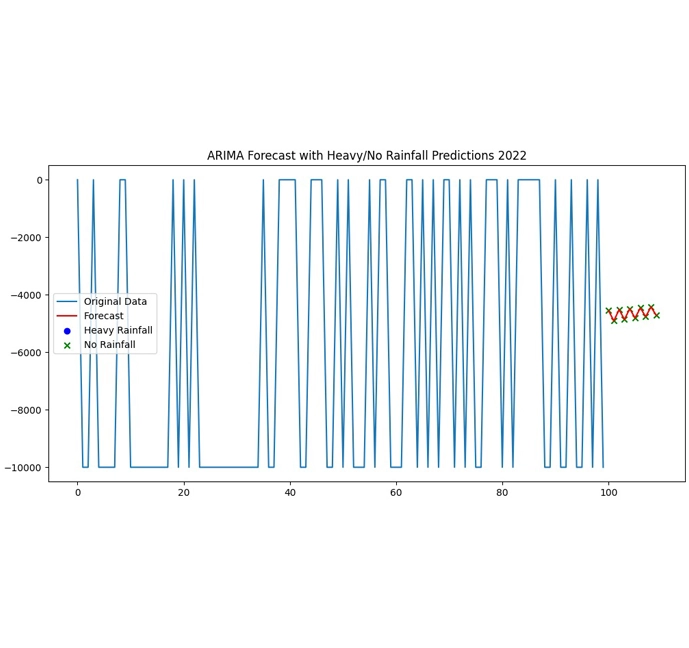 ARIMA Forecast with Heavy/No Rainfall Predictions 2022
0
−2000
−4000
−6000
−8000
−10000
Original Data
Forecast
Heavy Rainfall
No Rainfall
0
20
40
60
80
100